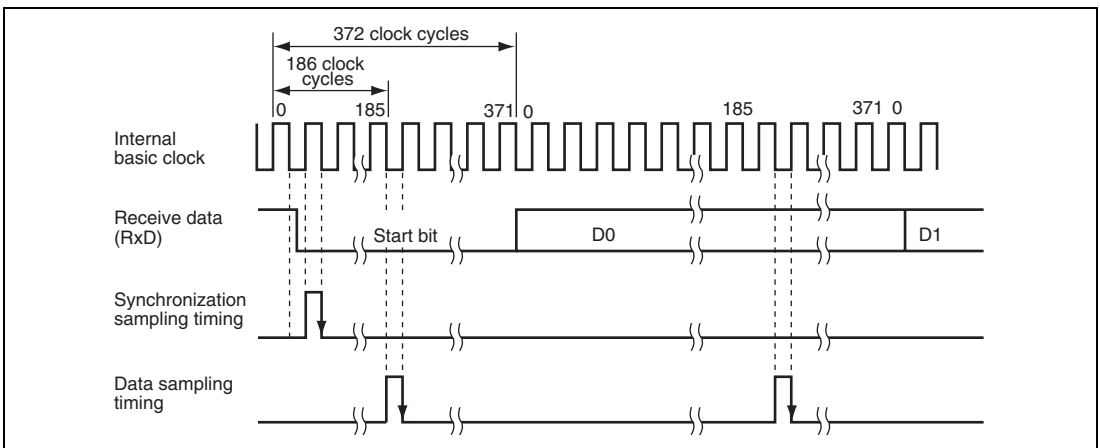 372 clock cycles
186 clock
cycles
0 185 371 0 185 371 0
Internal
basic clock
Receive data
(RxD)
Start bit D0 D1
Synchronization
sampling timing
Data sampling
timing